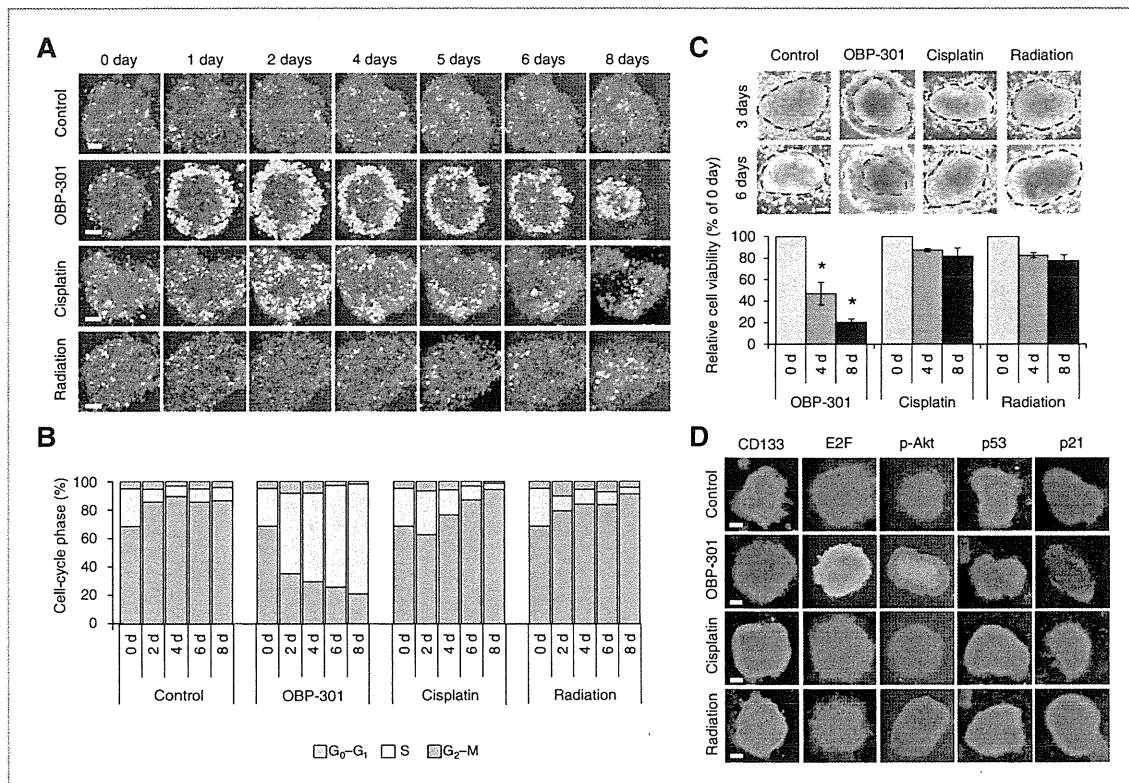 A
0 day 1 day 2 days 4 days 5 days 6 days 8 days
Control
OBP-301
Cisplatin
Radiation
B
Cell-cycle phase (%)
100
80
60
40
20
0
0 d 2 d 4 d 6 d 8 d 0 d 2 d 4 d 6 d 8 d 0 d 2 d 4 d 6 d 8 d 0 d 2 d 4 d 6 d 8 d
Control OBP-301 Cisplatin Radiation
G₀–G₁ S G₂–M
C
Control OBP-301 Cisplatin Radiation
3 days
6 days
Relative cell viability (% of 0 day)
100
80
60
40
20
0
* *
0 d 4 d 8 d 0 d 4 d 8 d 0 d 4 d 8 d
OBP-301 Cisplatin Radiation
D
CD133 E2F p-Akt p53 p21
Control
OBP-301
Cisplatin
Radiation